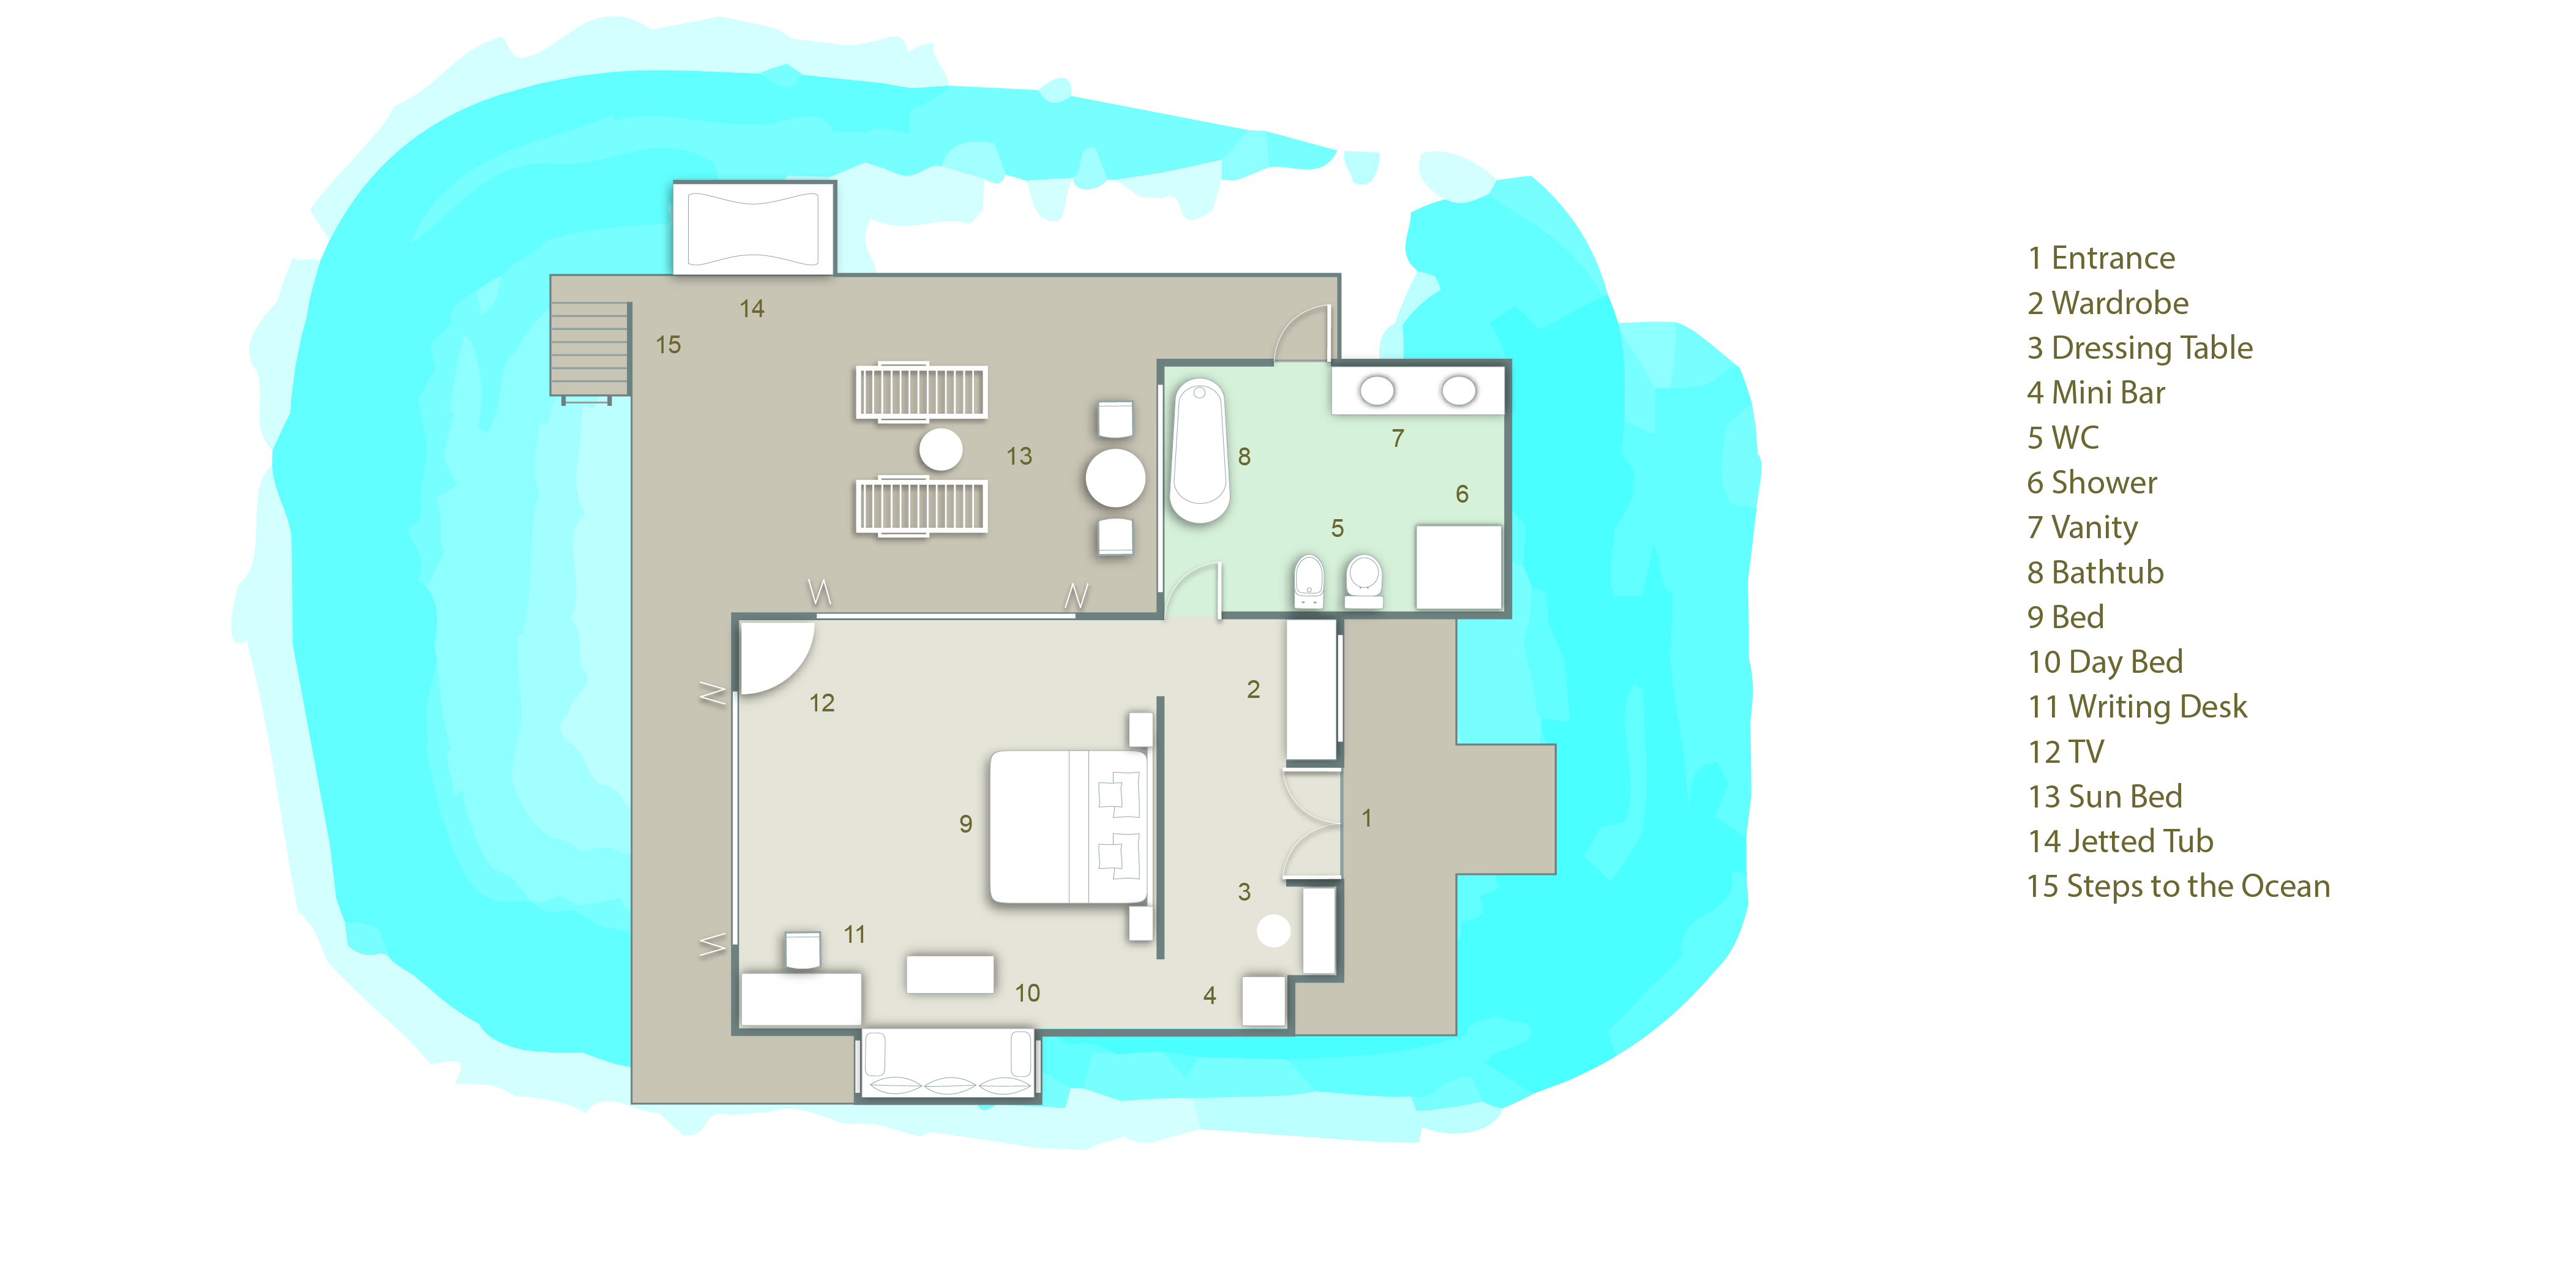 14
15
13
8
7
6
5
12
2
9
1
3
11
10
4
1 Entrance
2 Wardrobe
3 Dressing Table
4 Mini Bar
5 WC
6 Shower
7 Vanity
8 Bathtub
9 Bed
10 Day Bed
11 Writing Desk
12 TV
13 Sun Bed
14 Jetted Tub
15 Steps to the Ocean